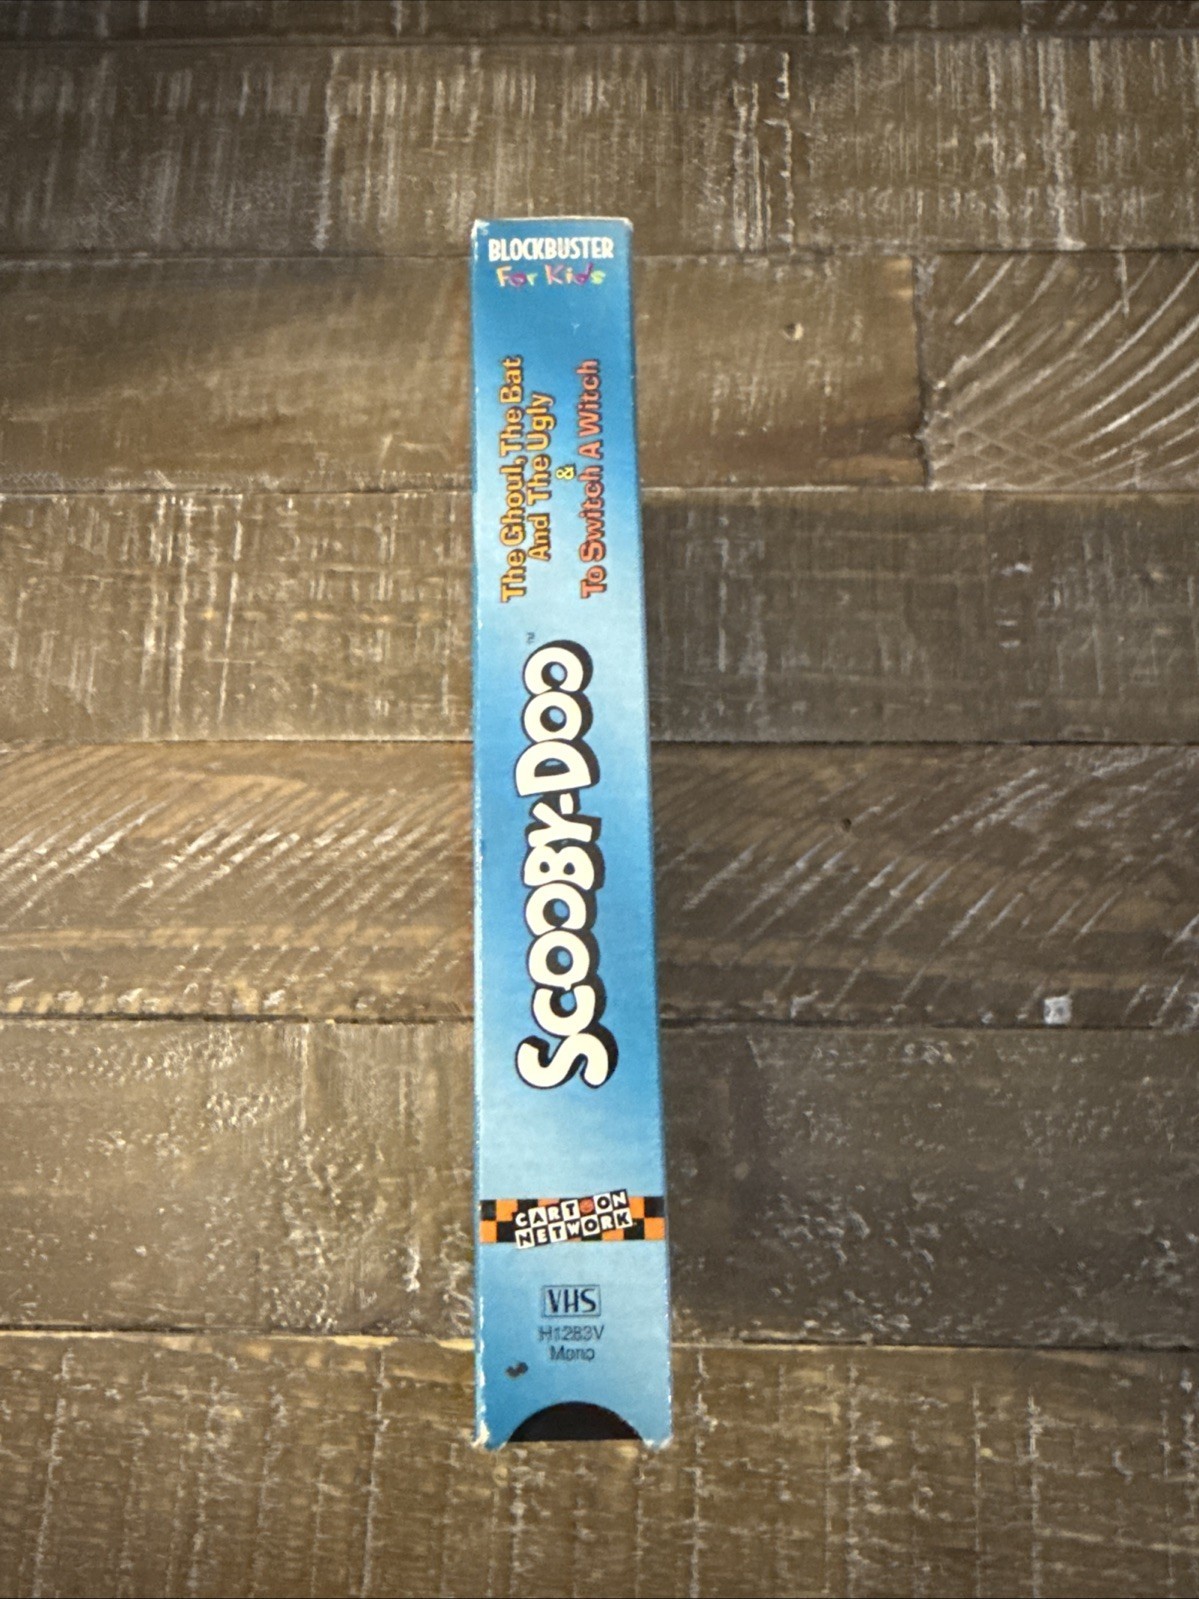 BLOCKBUSTER
For Kids
The Ghoul, The Bat
And The Ugly
&
To Switch A Witch
SCOOBY-DOO™
CARTOON
NETWORK
VHS
H1283V
Mono